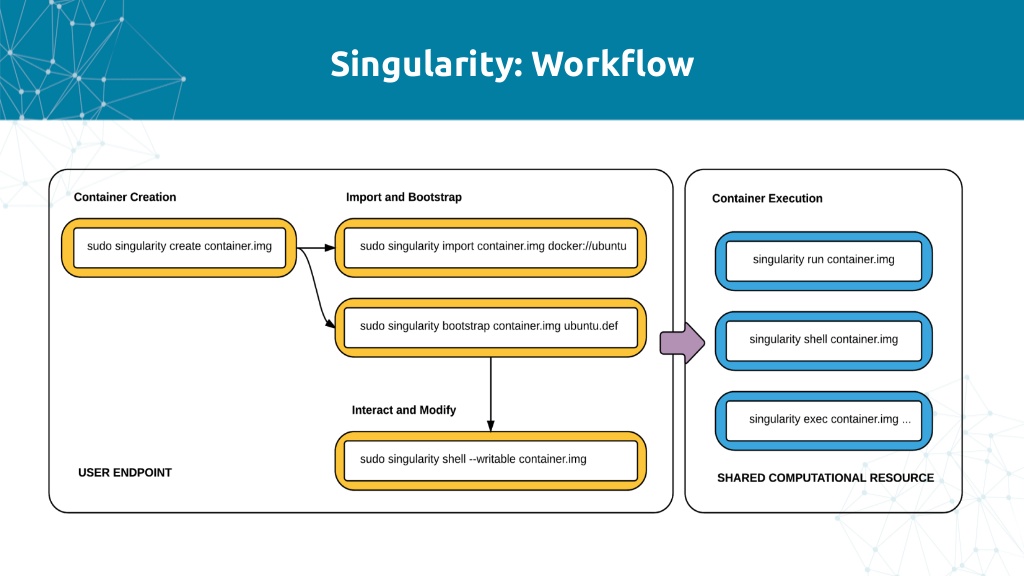 Singularity: Workflow
Container Creation
sudo singularity create container.img
Import and Bootstrap
sudo singularity import container.img docker://ubuntu
sudo singularity bootstrap container.img ubuntu.def
Interact and Modify
sudo singularity shell --writable container.img
USER ENDPOINT
Container Execution
singularity run container.img
singularity shell container.img
singularity exec container.img ...
SHARED COMPUTATIONAL RESOURCE